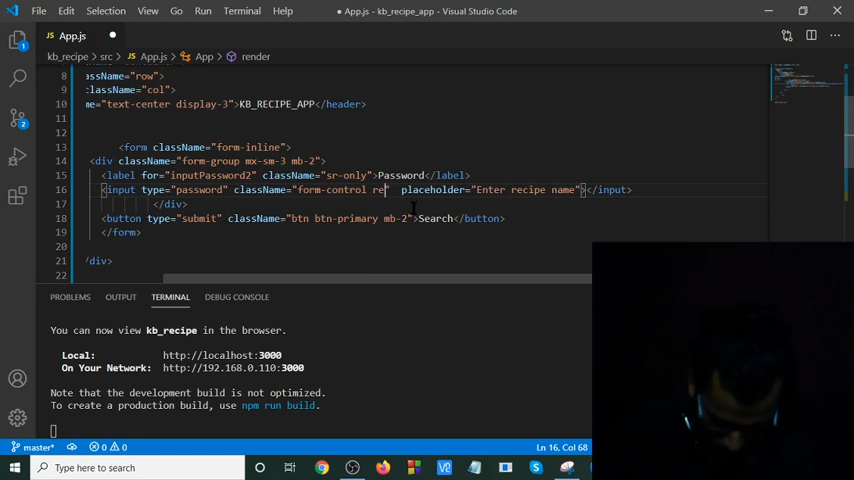 File Edit Selection View Go Run Terminal Help
● App.js - kb_recipe_app - Visual Studio Code
App.js
kb_recipe > src > JS App.js > App > render
8 assName="row">
9 className="col">
10 me="text-center display-3">KB_RECIPE_APP</header>
11
12
13 <form className="form-inline">
14 <div className="form-group mx-sm-3 mb-2">
15 <label for="inputPassword2" className="sr-only">Password</label>
16 <input type="password" className="form-control re" placeholder="Enter recipe name"></input>
17 </div>
18 <button type="submit" className="btn btn-primary mb-2">Search</button>
19 </form>
20
21 /div>
22
PROBLEMS OUTPUT TERMINAL DEBUG CONSOLE
You can now view kb_recipe in the browser.
Local: http://localhost:3000
On Your Network: http://192.168.0.110:3000
Note that the development build is not optimized.
To create a production build, use npm run build.
master* 0 0 Ln 16, Col 68
Type here to search